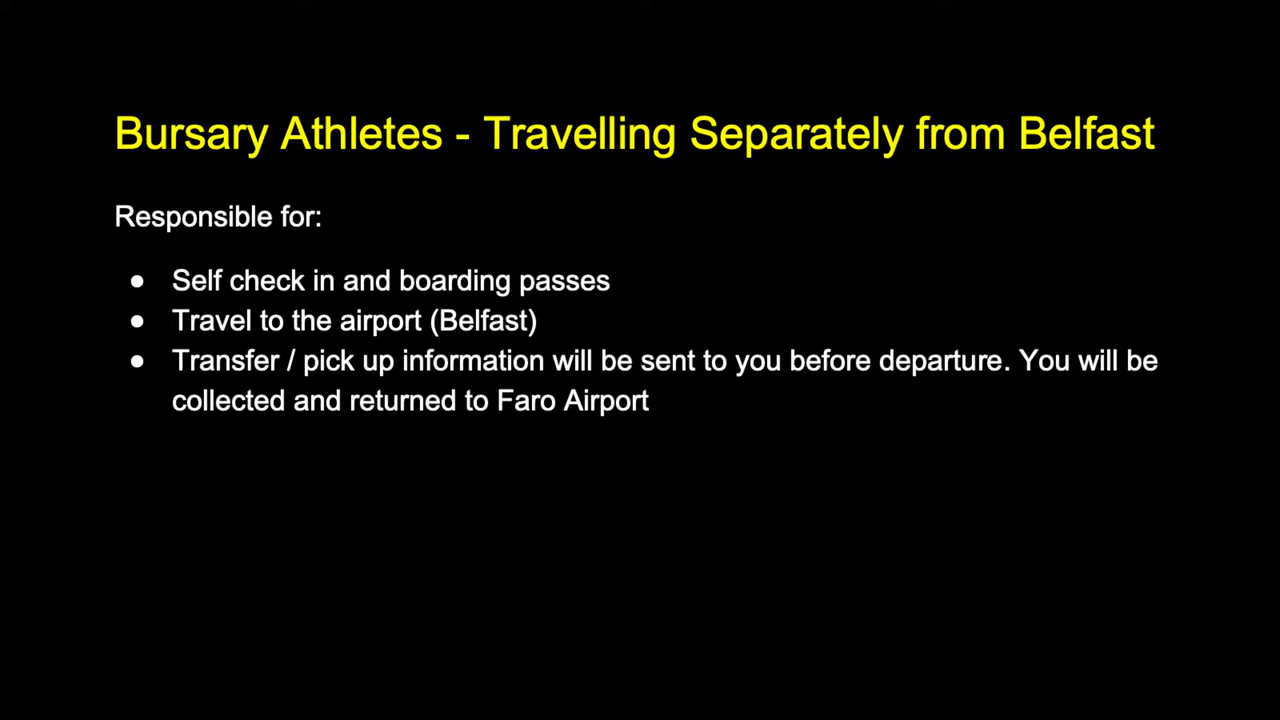 Bursary Athletes - Travelling Separately from Belfast
Responsible for:
● Self check in and boarding passes
● Travel to the airport (Belfast)
● Transfer / pick up information will be sent to you before departure. You will be
collected and returned to Faro Airport